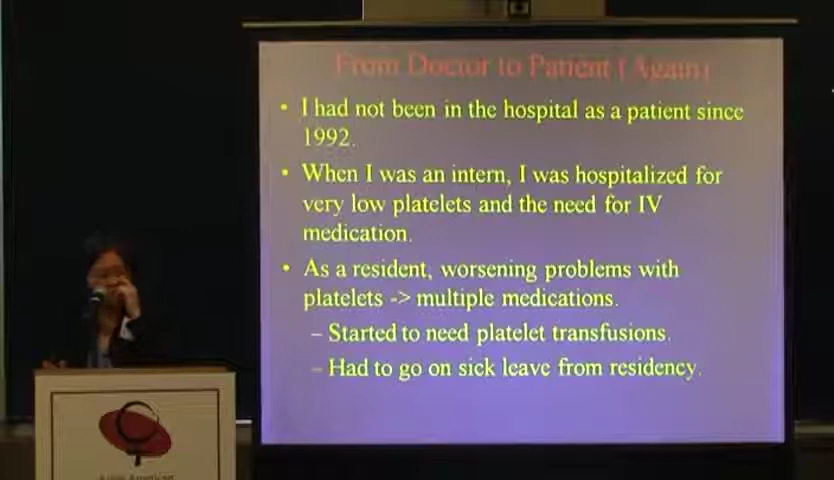 From Doctor to Patient (Again)
• I had not been in the hospital as a patient since
1992.
• When I was an intern, I was hospitalized for
very low platelets and the need for IV
medication.
• As a resident, worsening problems with
platelets -> multiple medications.
– Started to need platelet transfusions.
– Had to go on sick leave from residency.
Asian American